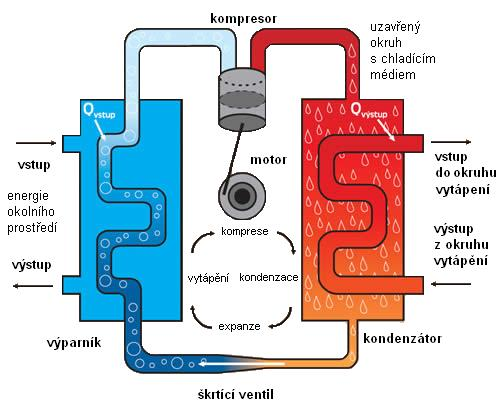 kompresor
uzavřený
okruh
s chladícím
médiem
Qvstup
Qvýstup
vstup
motor
vstup
do okruhu
vytápění
energie
okolního
prostředí
komprese
výstup
z okruhu
vytápění
výstup
vytápění
kondenzace
expanze
výparník
kondenzátor
škrtící ventil